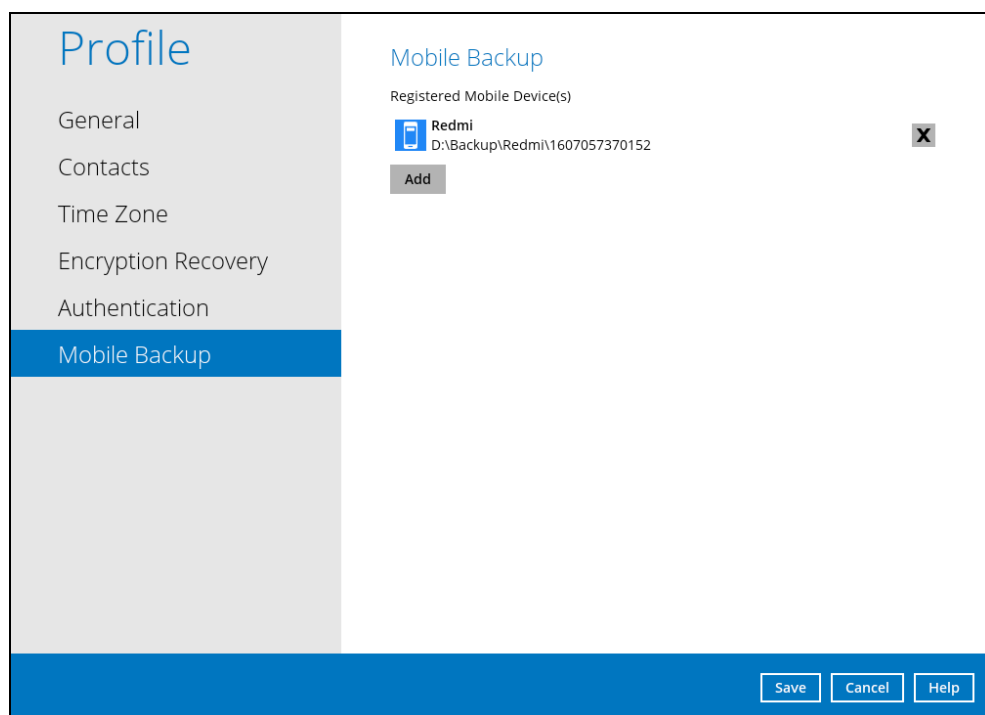 Profile
General
Contacts
Time Zone
Encryption Recovery
Authentication
Mobile Backup
Mobile Backup
Registered Mobile Device(s)
Redmi
D:\Backup\Redmi\1607057370152
X
Add
Save
Cancel
Help